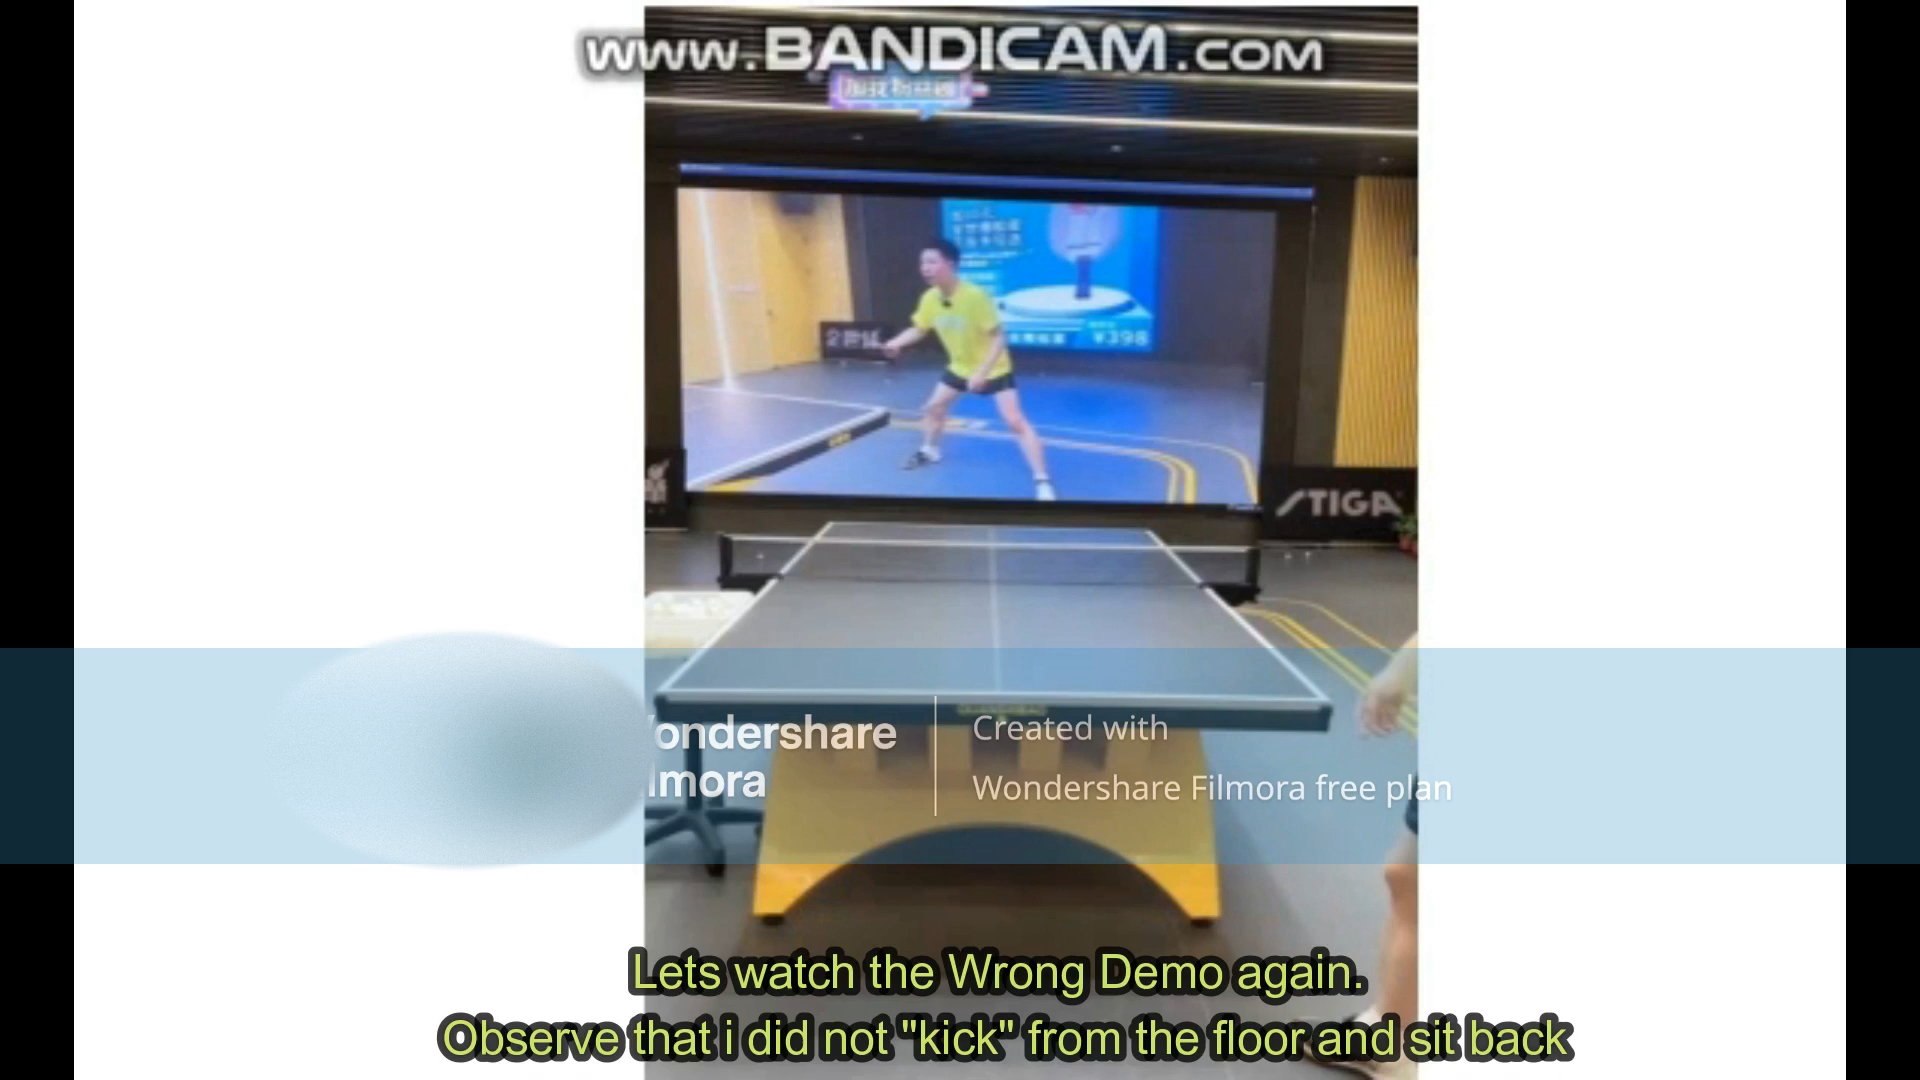 www.BANDICAM.com
¥398
STIGA
ondershare
lmora
Created with
Wondershare Filmora free plan
Lets watch the Wrong Demo again.
Observe that i did not "kick" from the floor and sit back